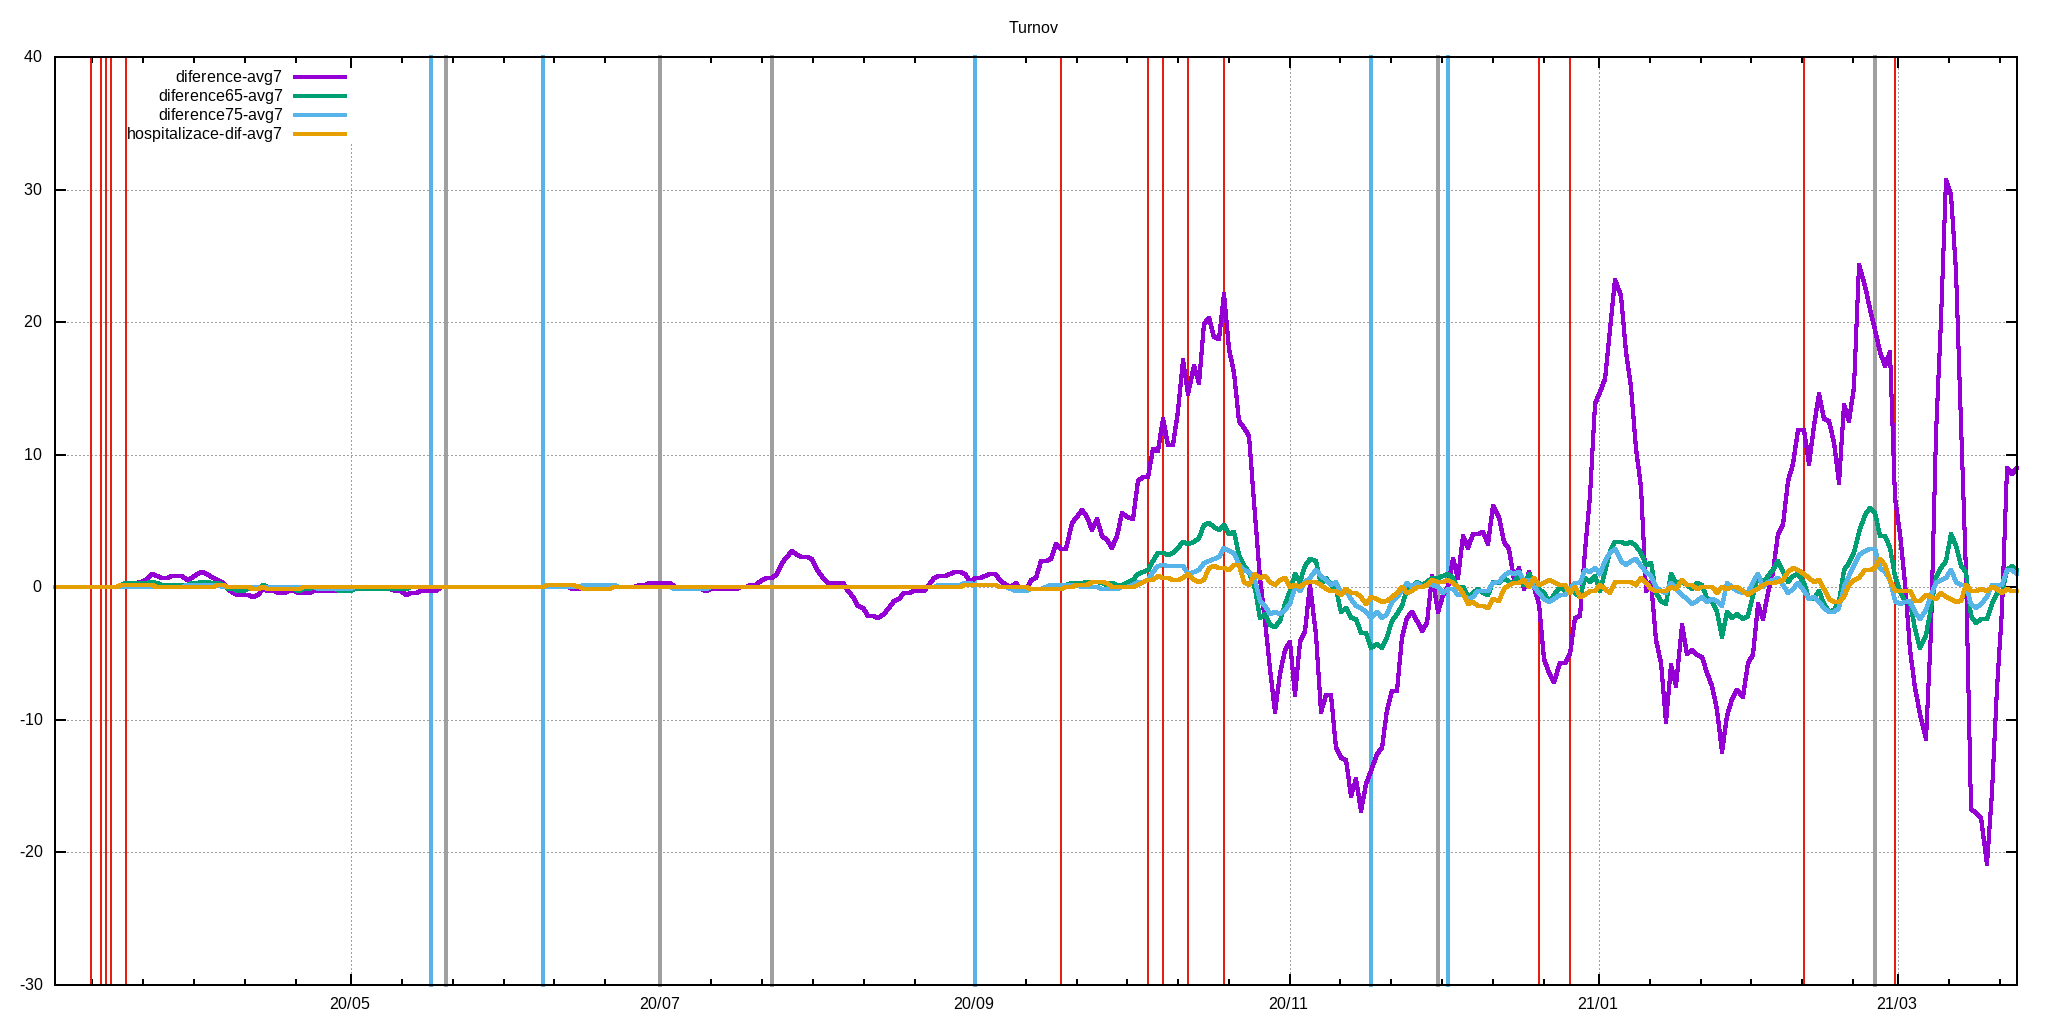 Turnov
40
diference-avg7
diference65-avg7
diference75-avg7
hospitalizace-dif-avg7
30
20
10
0
-10
-20
-30
20/05 20/07 20/09 20/11 21/01 21/03